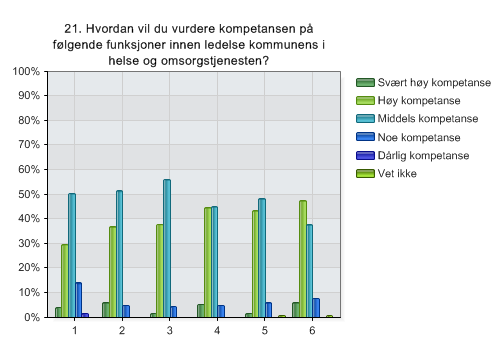 21. Hvordan vil du vurdere kompetansen på
følgende funksjoner innen ledelse kommunens i
helse og omsorgstjenesten?
100%
90%
80%
70%
60%
50%
40%
30%
20%
10%
0%
1 2 3 4 5 6
Svært høy kompetanse
Høy kompetanse
Middels kompetanse
Noe kompetanse
Dårlig kompetanse
Vet ikke